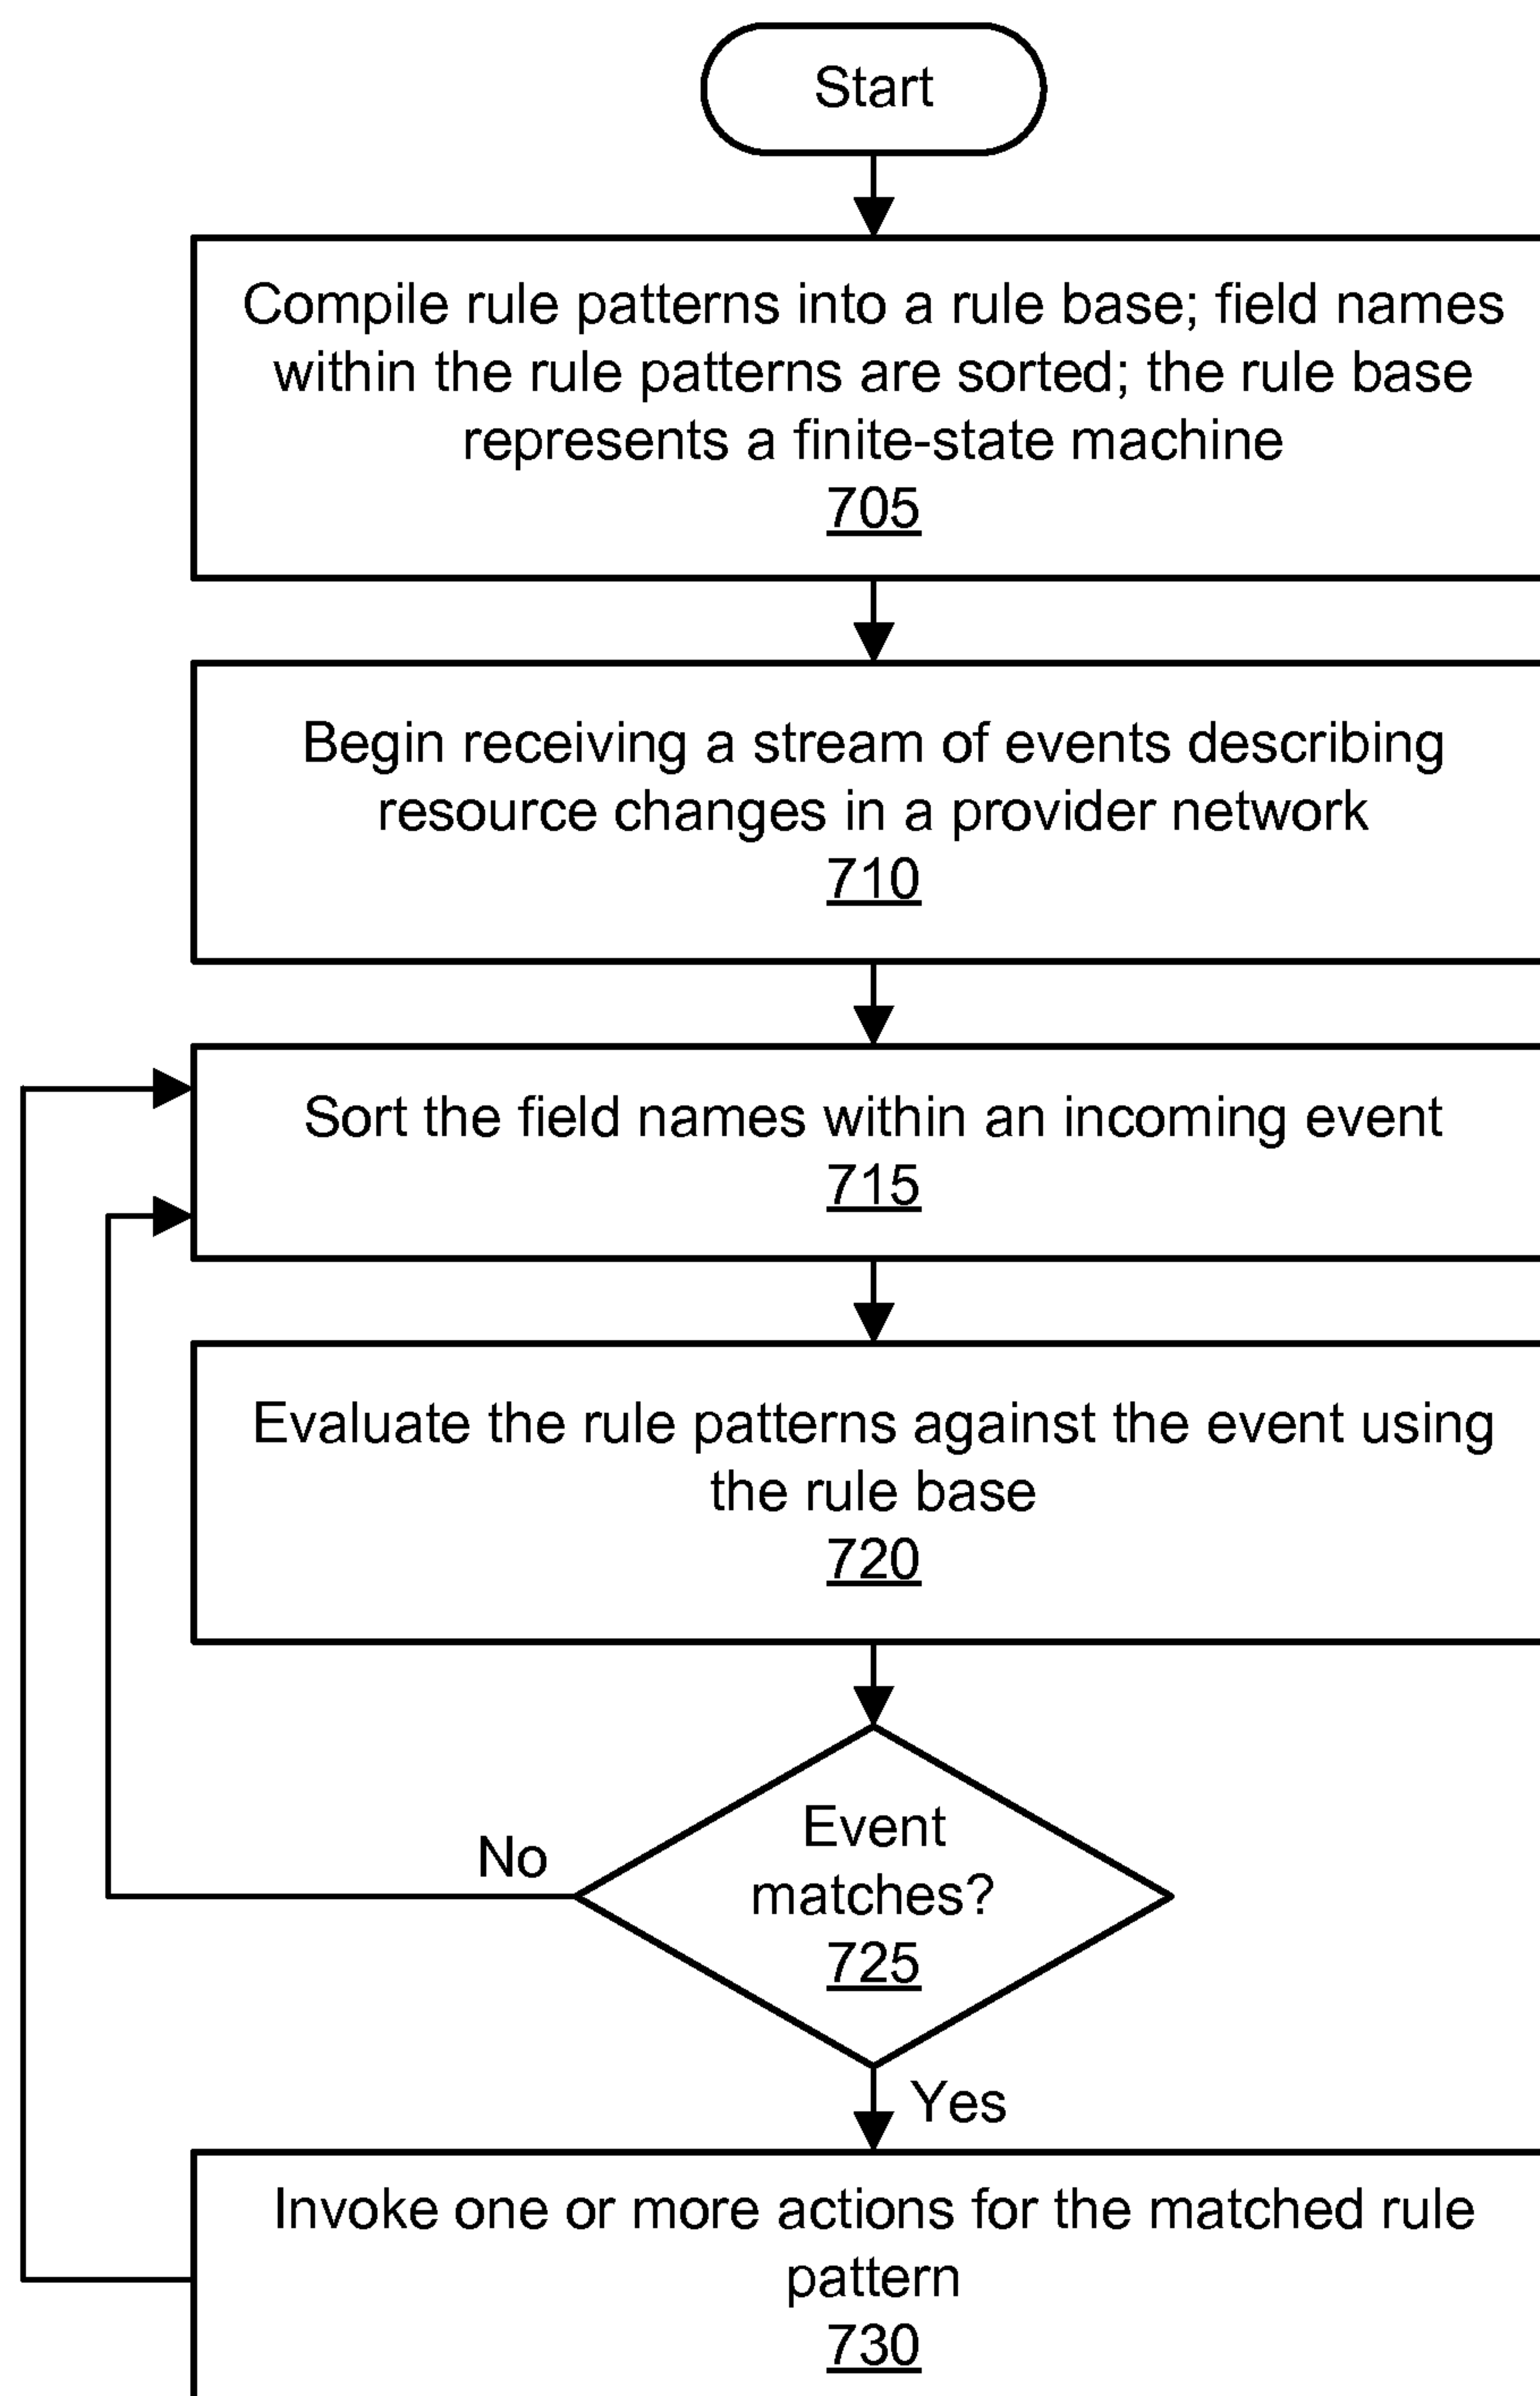 Start
Compile rule patterns into a rule base; field names
within the rule patterns are sorted; the rule base
represents a finite-state machine
705
Begin receiving a stream of events describing
resource changes in a provider network
710
Sort the field names within an incoming event
715
Evaluate the rule patterns against the event using
the rule base
720
Event
matches?
725
No
Yes
Invoke one or more actions for the matched rule
pattern
730